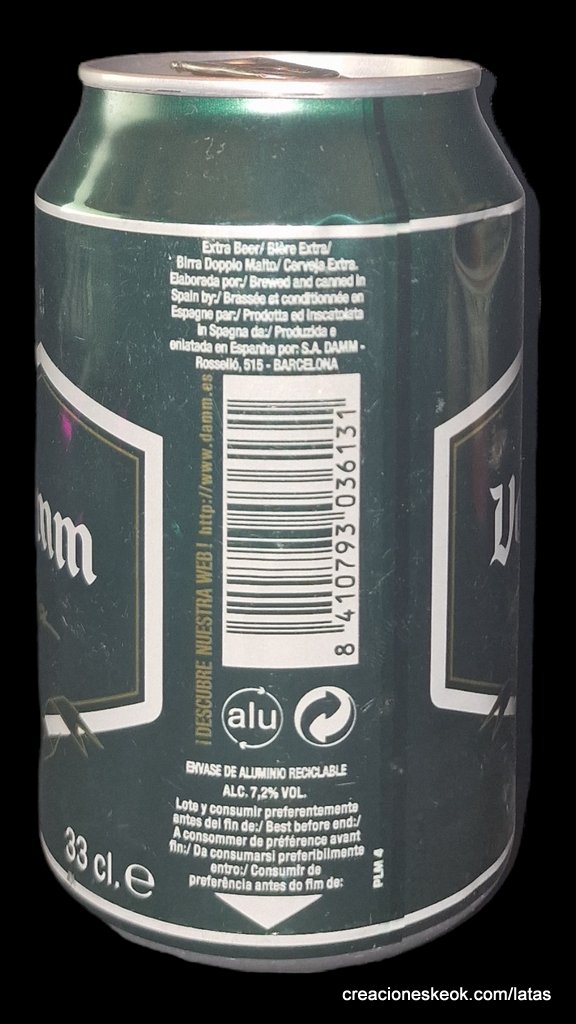 Extra Beer/ Bière Extra/
Birra Doppio Malto/ Cerveja Extra.
Elaborada por:/ Brewed and canned in
Spain by:/ Brassée et conditionnée en
Espagne par:/ Prodotta ed Inscatolata
In Spagna da:/ Produzida e
enlatada en Espanha por: S.A. DAMM -
Rosselló, 515 - BARCELONA
¡DESCUBRE NUESTRA WEB! http://www.damm.es
8 410793 036131
mm
V
alu
ENVASE DE ALUMINIO RECICLABLE
ALC. 7,2% VOL.
Lote y consumir preferentemente
antes del fin de:/ Best before end:/
A consommer de préférence avant
fin:/ Da consumarsi preferibilmente
entro:/ Consumir de
preferência antes do fim de:
PLM 4
33 cl. e
creacioneskeok.com/latas